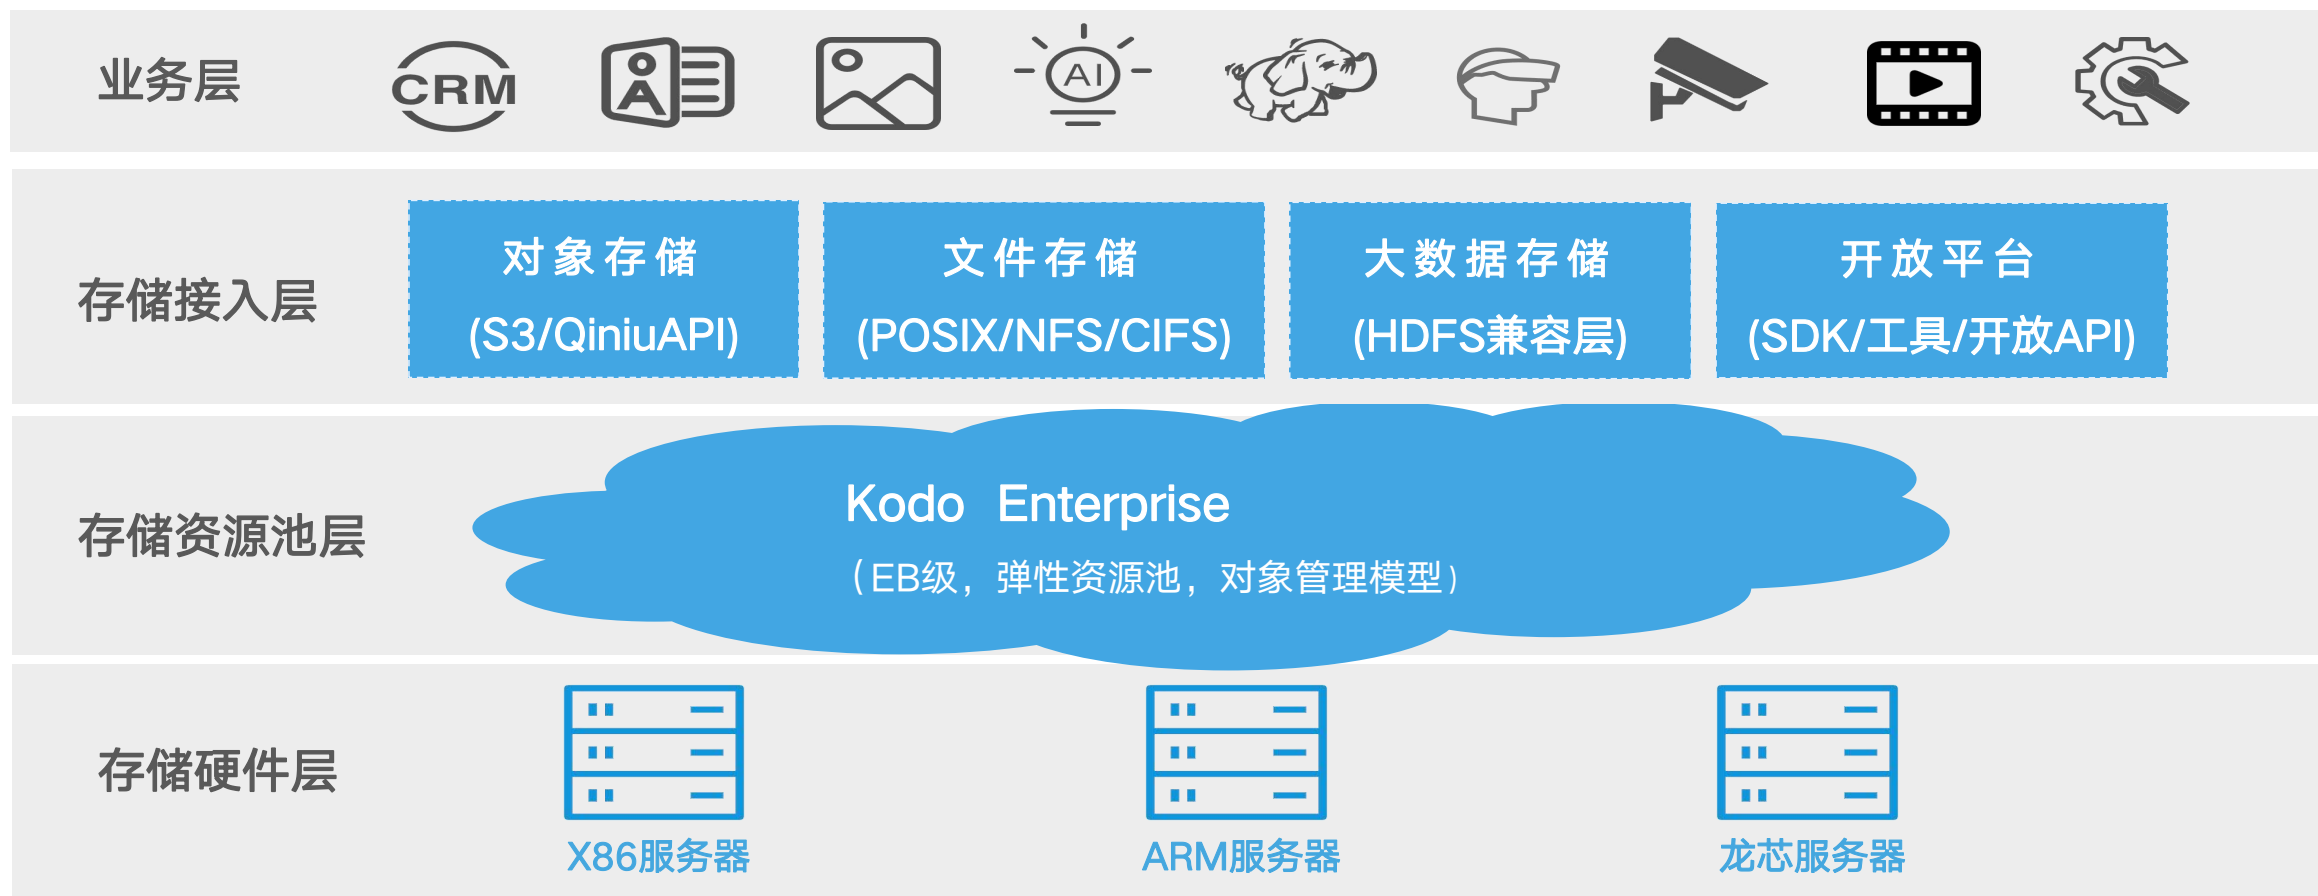 业务层
CRM
A
AI
存储接入层
对象存储
(S3/QiniuAPI)
文件存储
(POSIX/NFS/CIFS)
大数据存储
(HDFS兼容层)
开放平台
(SDK/工具/开放API)
存储资源池层
Kodo Enterprise
(EB级，弹性资源池，对象管理模型)
存储硬件层
X86服务器
ARM服务器
龙芯服务器